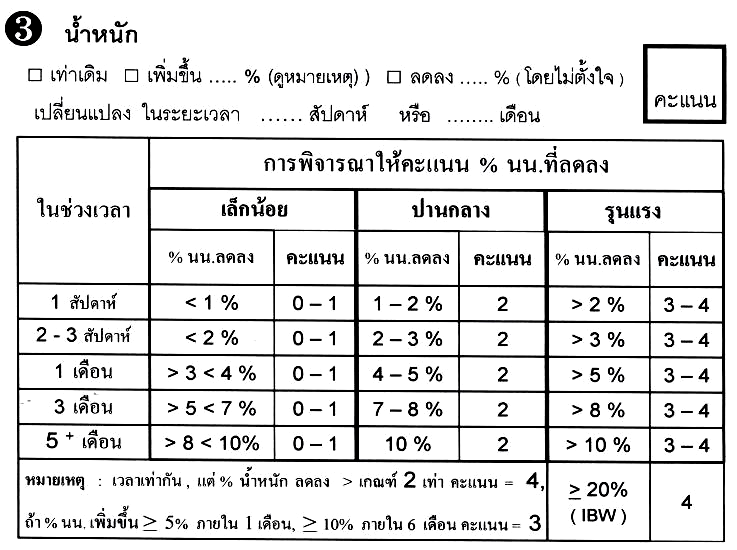 3 น้ำหนัก
□ เท่าเดิม □ เพิ่มขึ้น ..... % (ดูหมายเหตุ) ) □ ลดลง ..... % ( โดยไม่ตั้งใจ )
คะแนน
เปลี่ยนแปลง ในระยะเวลา ...... สัปดาห์ หรือ ........ เดือน
ในช่วงเวลา
การพิจารณาให้คะแนน % นน.ที่ลดลง
เล็กน้อย ปานกลาง รุนแรง
% นน.ลดลง คะแนน % นน.ลดลง คะแนน % นน.ลดลง คะแนน
1 สัปดาห์ < 1 % 0 – 1 1 – 2 % 2 > 2 % 3 – 4
2 - 3 สัปดาห์ < 2 % 0 – 1 2 – 3 % 2 > 3 % 3 – 4
1 เดือน > 3 < 4 % 0 – 1 4 – 5 % 2 > 5 % 3 – 4
3 เดือน > 5 < 7 % 0 – 1 7 – 8 % 2 > 8 % 3 – 4
5 + เดือน > 8 < 10% 0 – 1 10 % 2 > 10 % 3 – 4
หมายเหตุ : เวลาเท่ากัน , แต่ % น้ำหนัก ลดลง > เกณฑ์ 2 เท่า คะแนน = 4,
ถ้า % นน. เพิ่มขึ้น ≥ 5% ภายใน 1 เดือน, ≥ 10% ภายใน 6 เดือน คะแนน = 3
≥ 20%
( IBW )
4